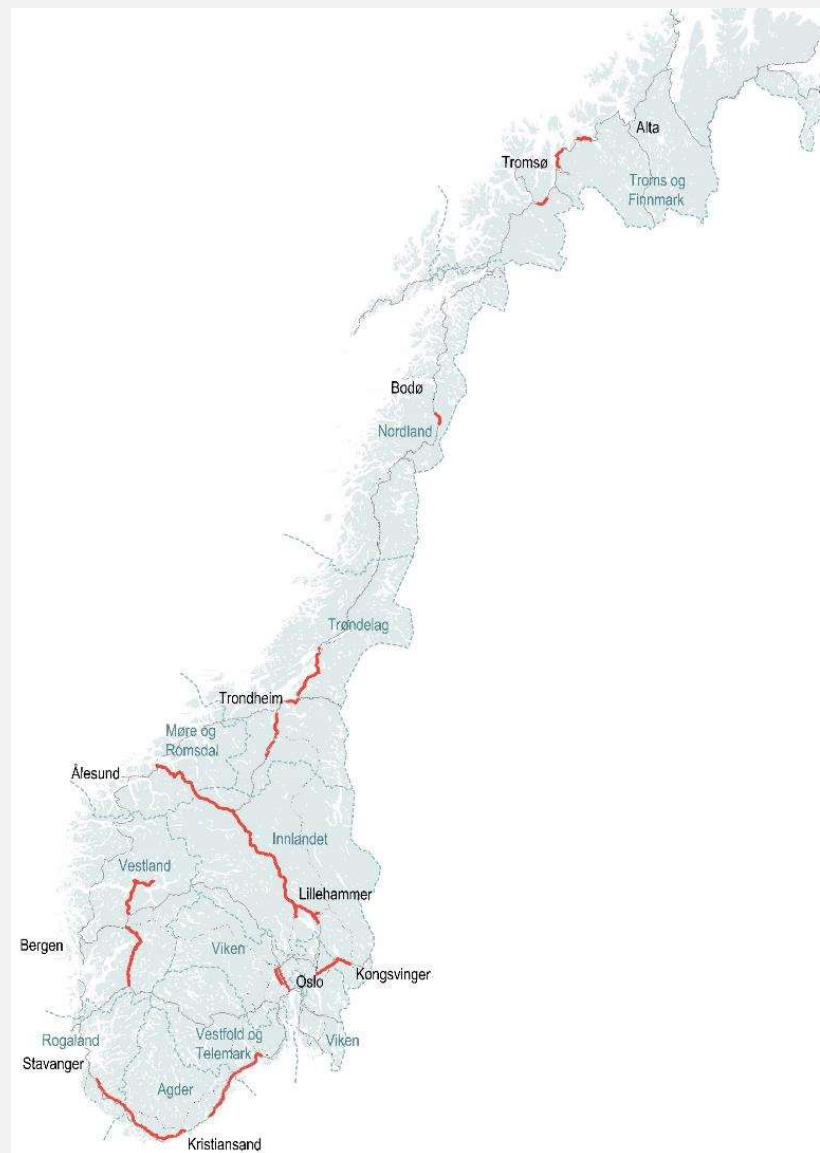 Alta
Tromsø
Troms og
Finnmark
Bodø
Nordland
Trøndelag
Trondheim
Møre og
Romsdal
Ålesund
Innlandet
Vestland
Lillehammer
Bergen
Viken
Kongsvinger
Oslo
Rogaland
Vestfold og
Telemark
Viken
Stavanger
Agder
Kristiansand